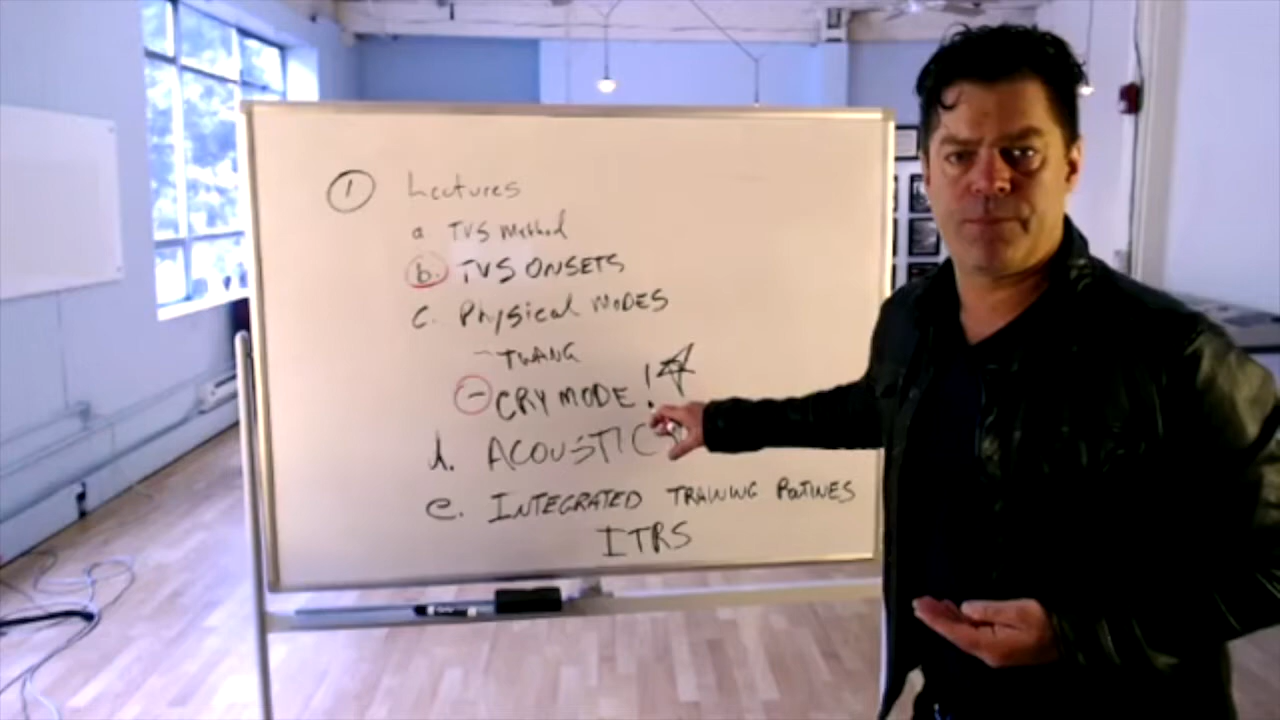 1 Lectures
a TVS Method
b. TVS ONSETS
C. Physical MODES
- TWANG
- CRY MODE!
d. ACOUSTIC
e. INTEGRATED TRAINING ROUTINES
ITRS